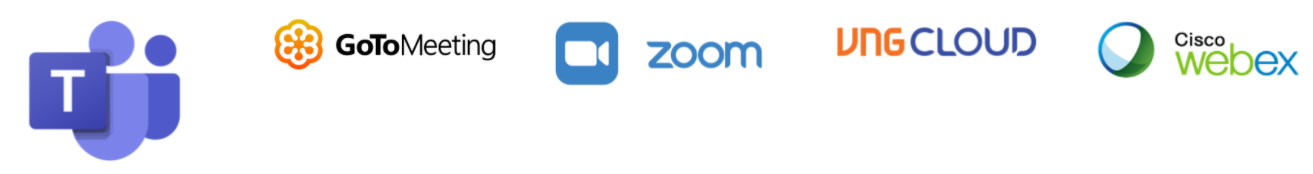 T
GoToMeeting
zoom
VNG CLOUD
Cisco
webex